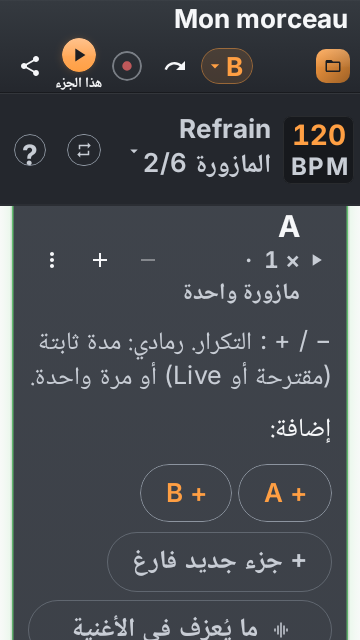 Mon morceau
B
هذا الجزء
120
BPM
Refrain
المازورة 2/6
?
A
× 1 ·
مازورة واحدة
− / + : التكرار. رمادي: مدة ثابتة
(مقترحة أو Live) أو مرة واحدة.
إضافة:
+ A
+ B
+ جزء جديد فارغ
ما يُعزف في الأغنية